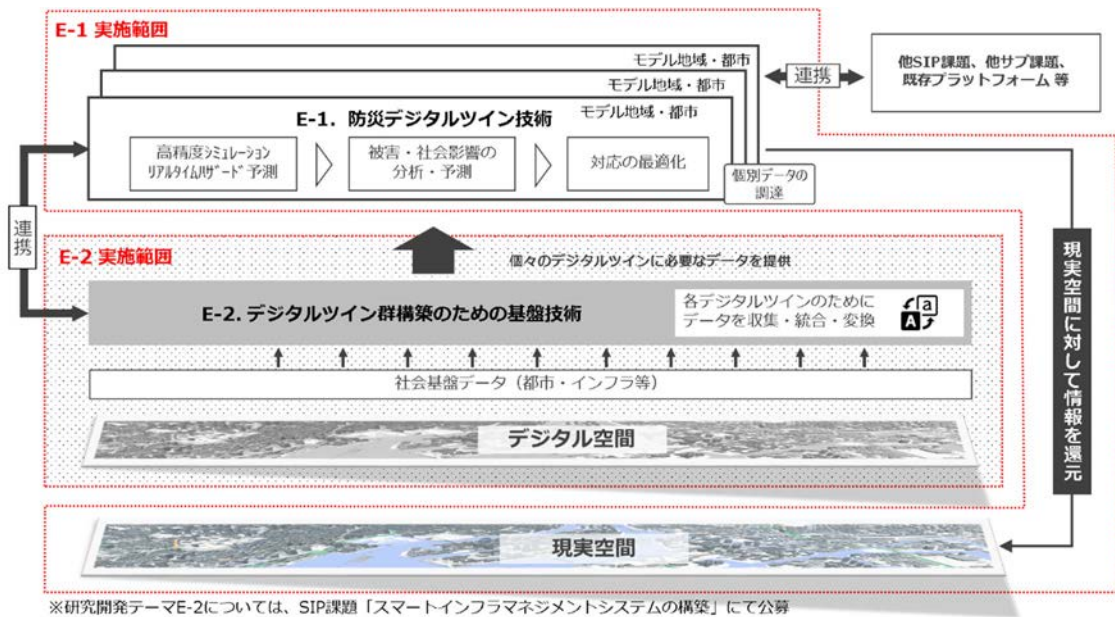 E-1 実施範囲
モデル地域・都市
モデル地域・都市
モデル地域・都市
E-1. 防災デジタルツイン技術
高精度ｼﾐｭﾚｰｼｮﾝ
ﾘｱﾙﾀｲﾑﾊｻﾞｰﾄﾞ予測
被害・社会影響の
分析・予測
対応の最適化
個別データの
調達
連携
他SIP課題、他サブ課題、
既存プラットフォーム 等
連携
E-2 実施範囲
個々のデジタルツインに必要なデータを提供
E-2. デジタルツイン群構築のための基盤技術
各デジタルツインのために
データを収集・統合・変換
a
A
社会基盤データ（都市・インフラ等）
デジタル空間
現実空間に対して情報を還元
現実空間
※研究開発テーマE-2については、SIP課題「スマートインフラマネジメントシステムの構築」にて公募